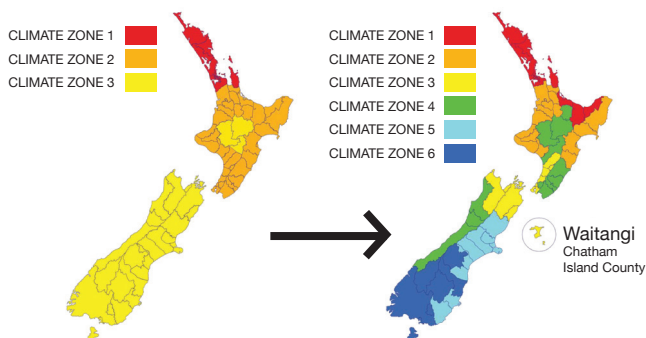 CLIMATE ZONE 1
CLIMATE ZONE 2
CLIMATE ZONE 3
CLIMATE ZONE 1
CLIMATE ZONE 2
CLIMATE ZONE 3
CLIMATE ZONE 4
CLIMATE ZONE 5
CLIMATE ZONE 6
Waitangi
Chatham
Island County